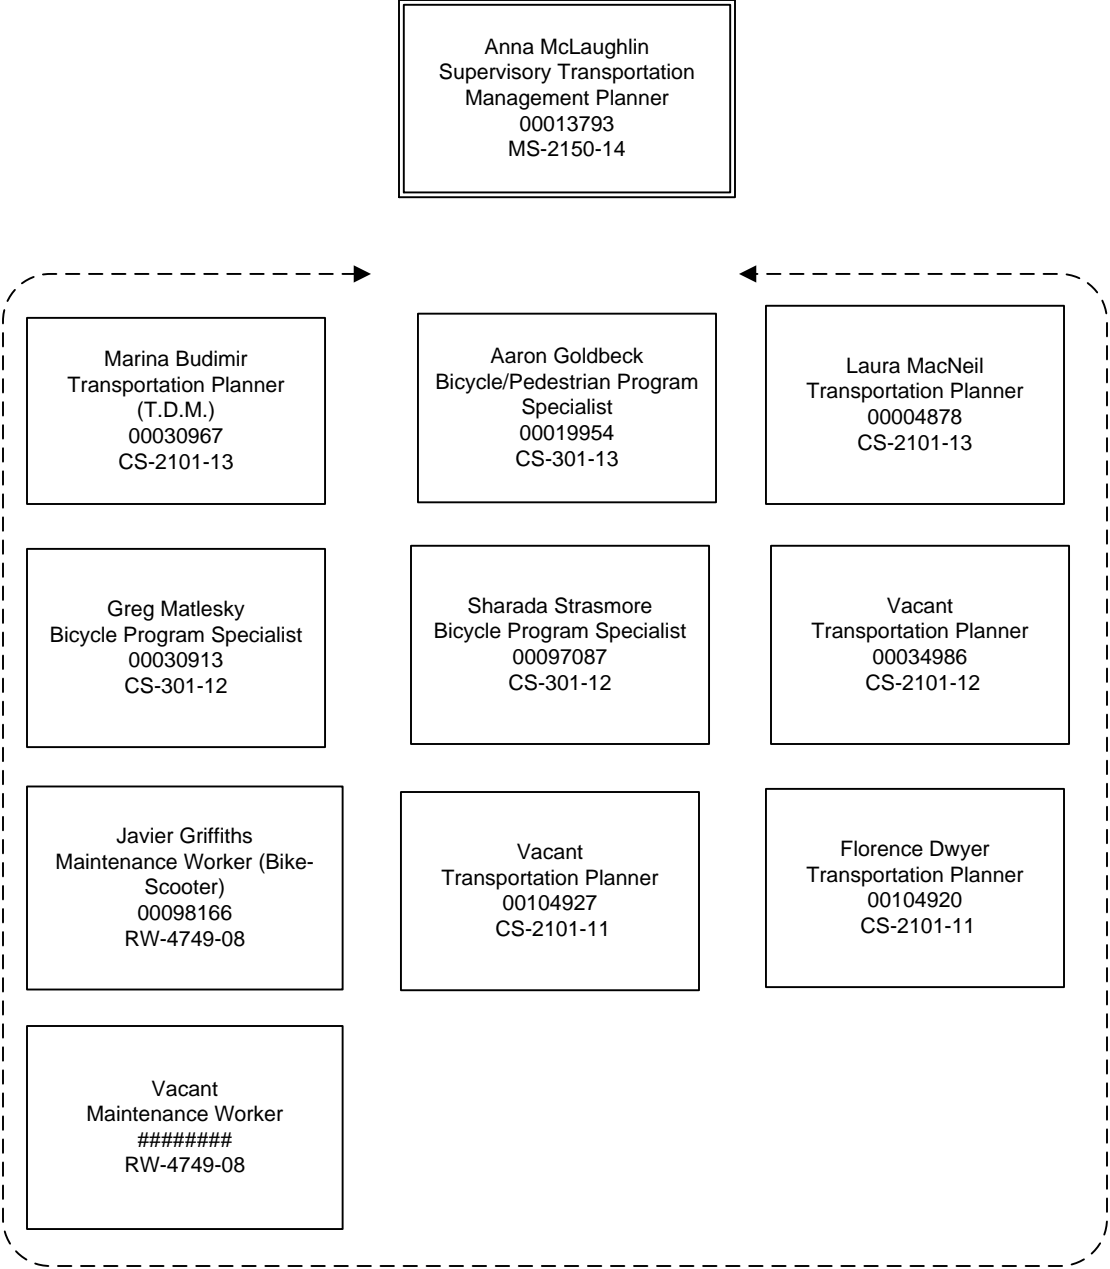 Anna McLaughlin
Supervisory Transportation
Management Planner
00013793
MS-2150-14
Marina Budimir
Transportation Planner
(T.D.M.)
00030967
CS-2101-13
Aaron Goldbeck
Bicycle/Pedestrian Program
Specialist
00019954
CS-301-13
Laura MacNeil
Transportation Planner
00004878
CS-2101-13
Greg Matlesky
Bicycle Program Specialist
00030913
CS-301-12
Sharada Strasmore
Bicycle Program Specialist
00097087
CS-301-12
Vacant
Transportation Planner
00034986
CS-2101-12
Javier Griffiths
Maintenance Worker (Bike-
Scooter)
00098166
RW-4749-08
Vacant
Transportation Planner
00104927
CS-2101-11
Florence Dwyer
Transportation Planner
00104920
CS-2101-11
Vacant
Maintenance Worker
########
RW-4749-08